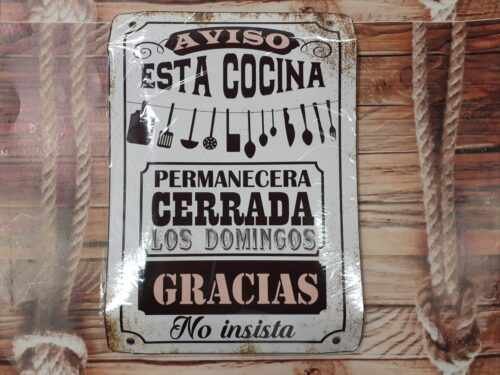 AVISO
ESTA COCINA
PERMANECERA
CERRADA
LOS DOMINGOS
GRACIAS
No insista